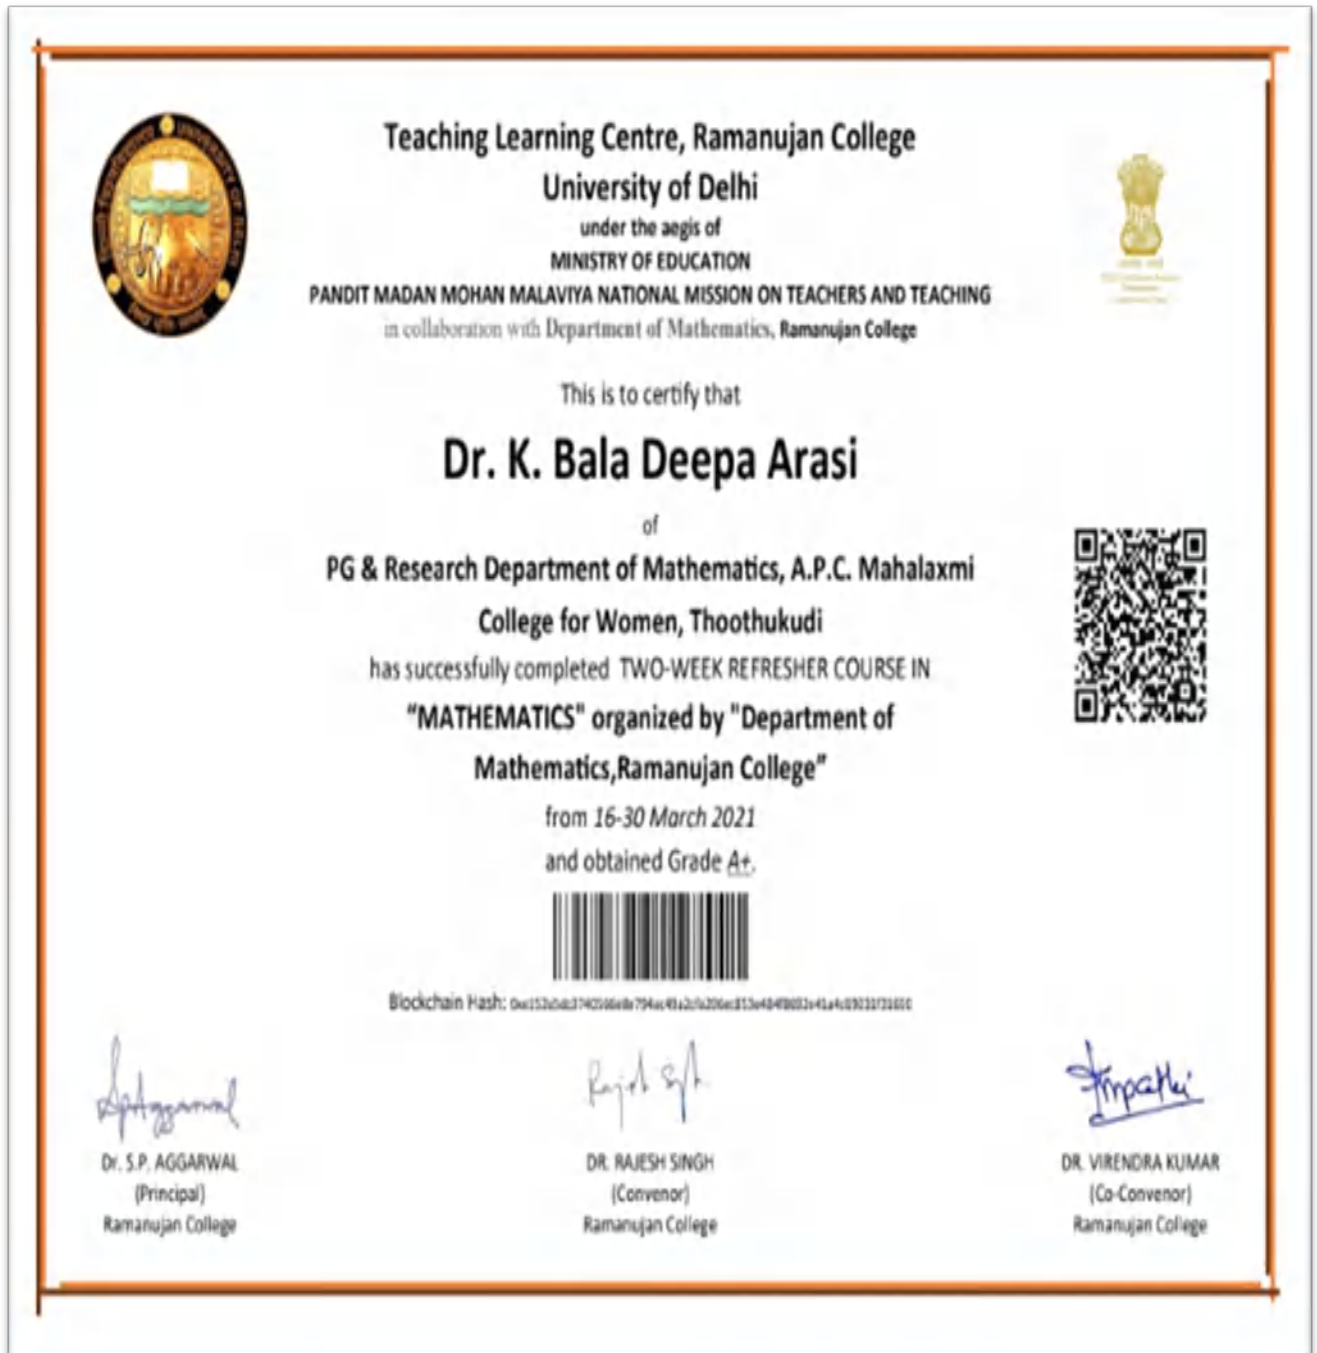 Teaching Learning Centre, Ramanujan College
University of Delhi
under the aegis of
MINISTRY OF EDUCATION
PANDIT MADAN MOHAN MALAVIYA NATIONAL MISSION ON TEACHERS AND TEACHING
in collaboration with Department of Mathematics, Ramanujan College
This is to certify that
Dr. K. Bala Deepa Arasi
of
PG & Research Department of Mathematics, A.P.C. Mahalaxmi
College for Women, Thoothukudi
has successfully completed TWO-WEEK REFRESHER COURSE IN
“MATHEMATICS" organized by "Department of
Mathematics,Ramanujan College”
from 16-30 March 2021
and obtained Grade A+.
Blockchain Hash:
Dr. S.P. AGGARWAL
(Principal)
Ramanujan College
Rajesh Singh
DR. RAJESH SINGH
(Convenor)
Ramanujan College
DR. VIRENDRA KUMAR
(Co-Convenor)
Ramanujan College